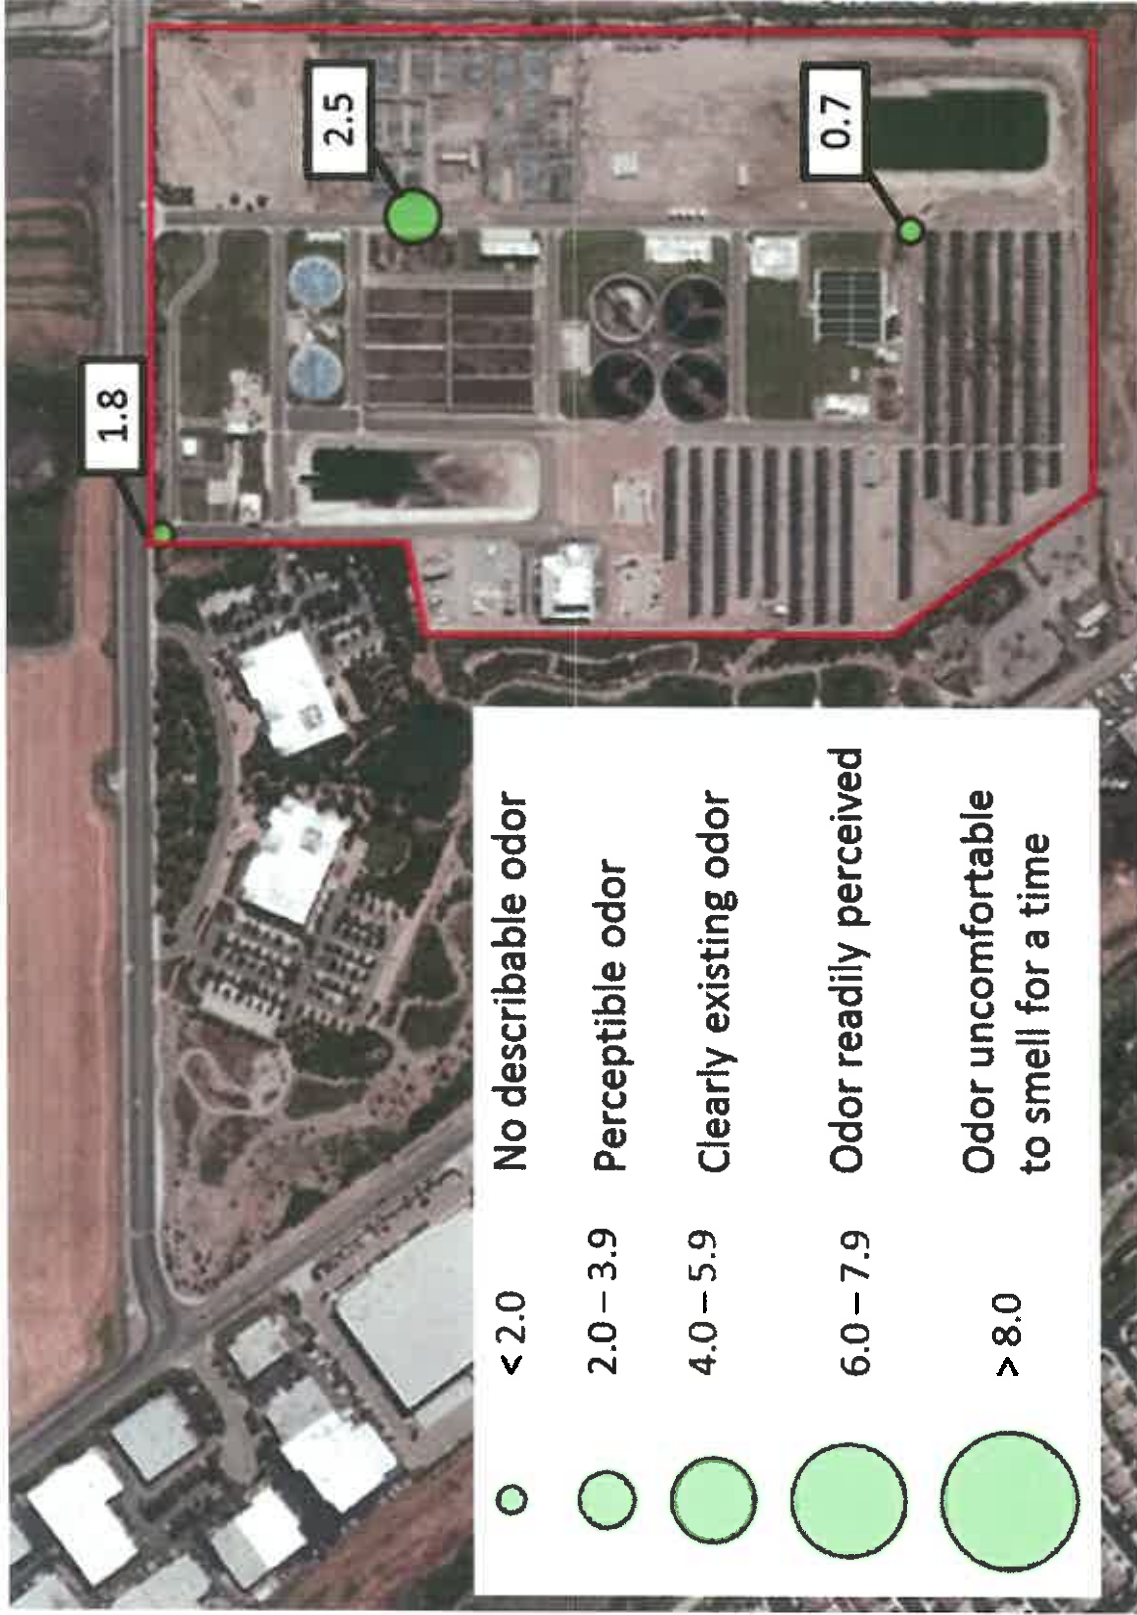 1.8
2.5
0.7
< 2.0 No describable odor
2.0 – 3.9 Perceptible odor
4.0 – 5.9 Clearly existing odor
6.0 – 7.9 Odor readily perceived
> 8.0 Odor uncomfortable
to smell for a time